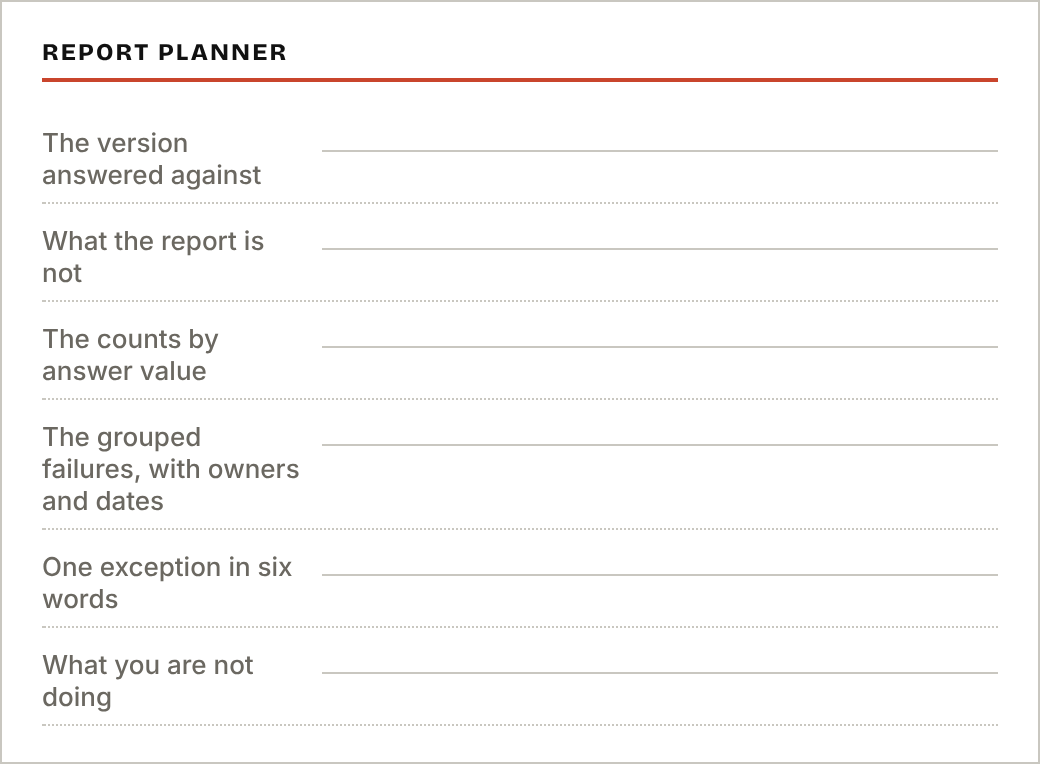 REPORT PLANNER
The version
answered against
What the report is
not
The counts by
answer value
The grouped
failures, with owners
and dates
One exception in six
words
What you are not
doing